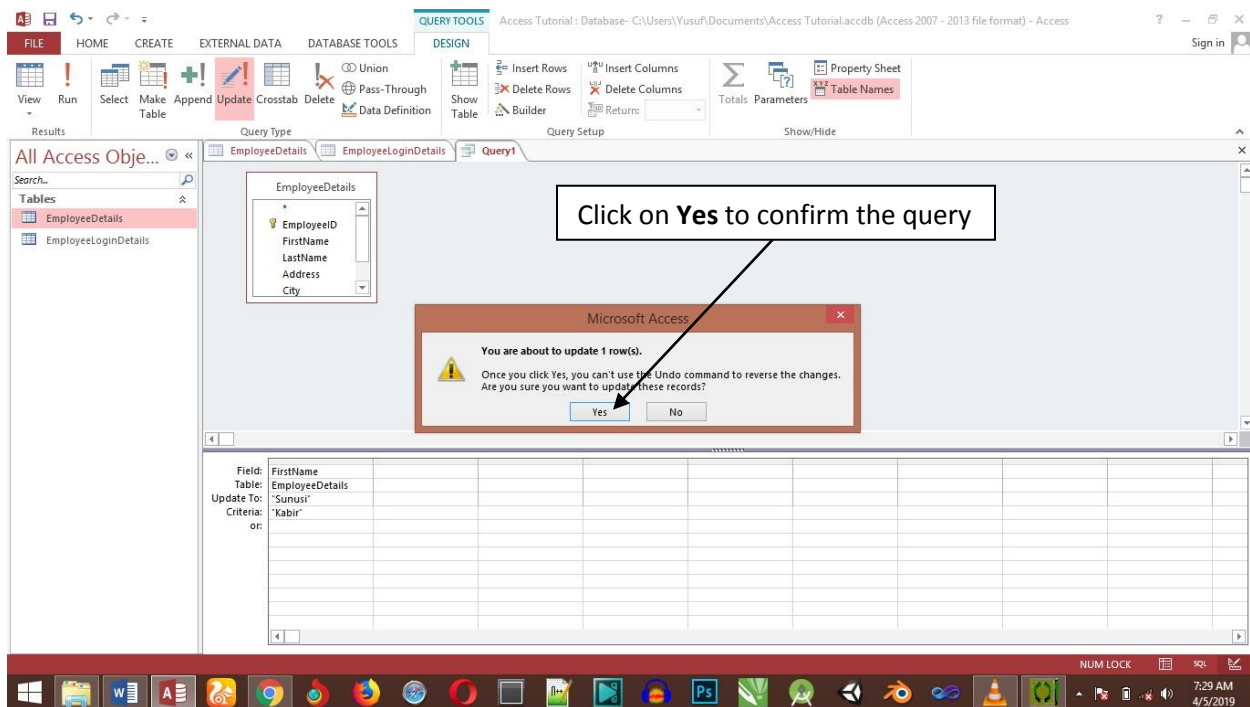 QUERY TOOLS Access Tutorial : Database- C:\Users\Yusuf\Documents\Access Tutorial.accdb (Access 2007 - 2013 file format) - Access
FILE HOME CREATE EXTERNAL DATA DATABASE TOOLS DESIGN Sign in
View
Run
Select
Make Table
Append
Update
Crosstab
Delete
Union
Pass-Through
Data Definition
Show Table
Insert Rows
Delete Rows
Builder
Insert Columns
Delete Columns
Return:
Totals
Parameters
Property Sheet
Table Names
Results Query Type Query Setup Show/Hide
All Access Obje...
Search...
Tables
EmployeeDetails
EmployeeLoginDetails
EmployeeDetails EmployeeLoginDetails Query1
EmployeeDetails
*
EmployeeID
FirstName
LastName
Address
City
Click on Yes to confirm the query
Microsoft Access
You are about to update 1 row(s).
Once you click Yes, you can't use the Undo command to reverse the changes.
Are you sure you want to update these records?
Yes No
Field: FirstName
Table: EmployeeDetails
Update To: "Sunusi"
Criteria: "Kabir"
or:
NUM LOCK SQL
7:29 AM
4/5/2019